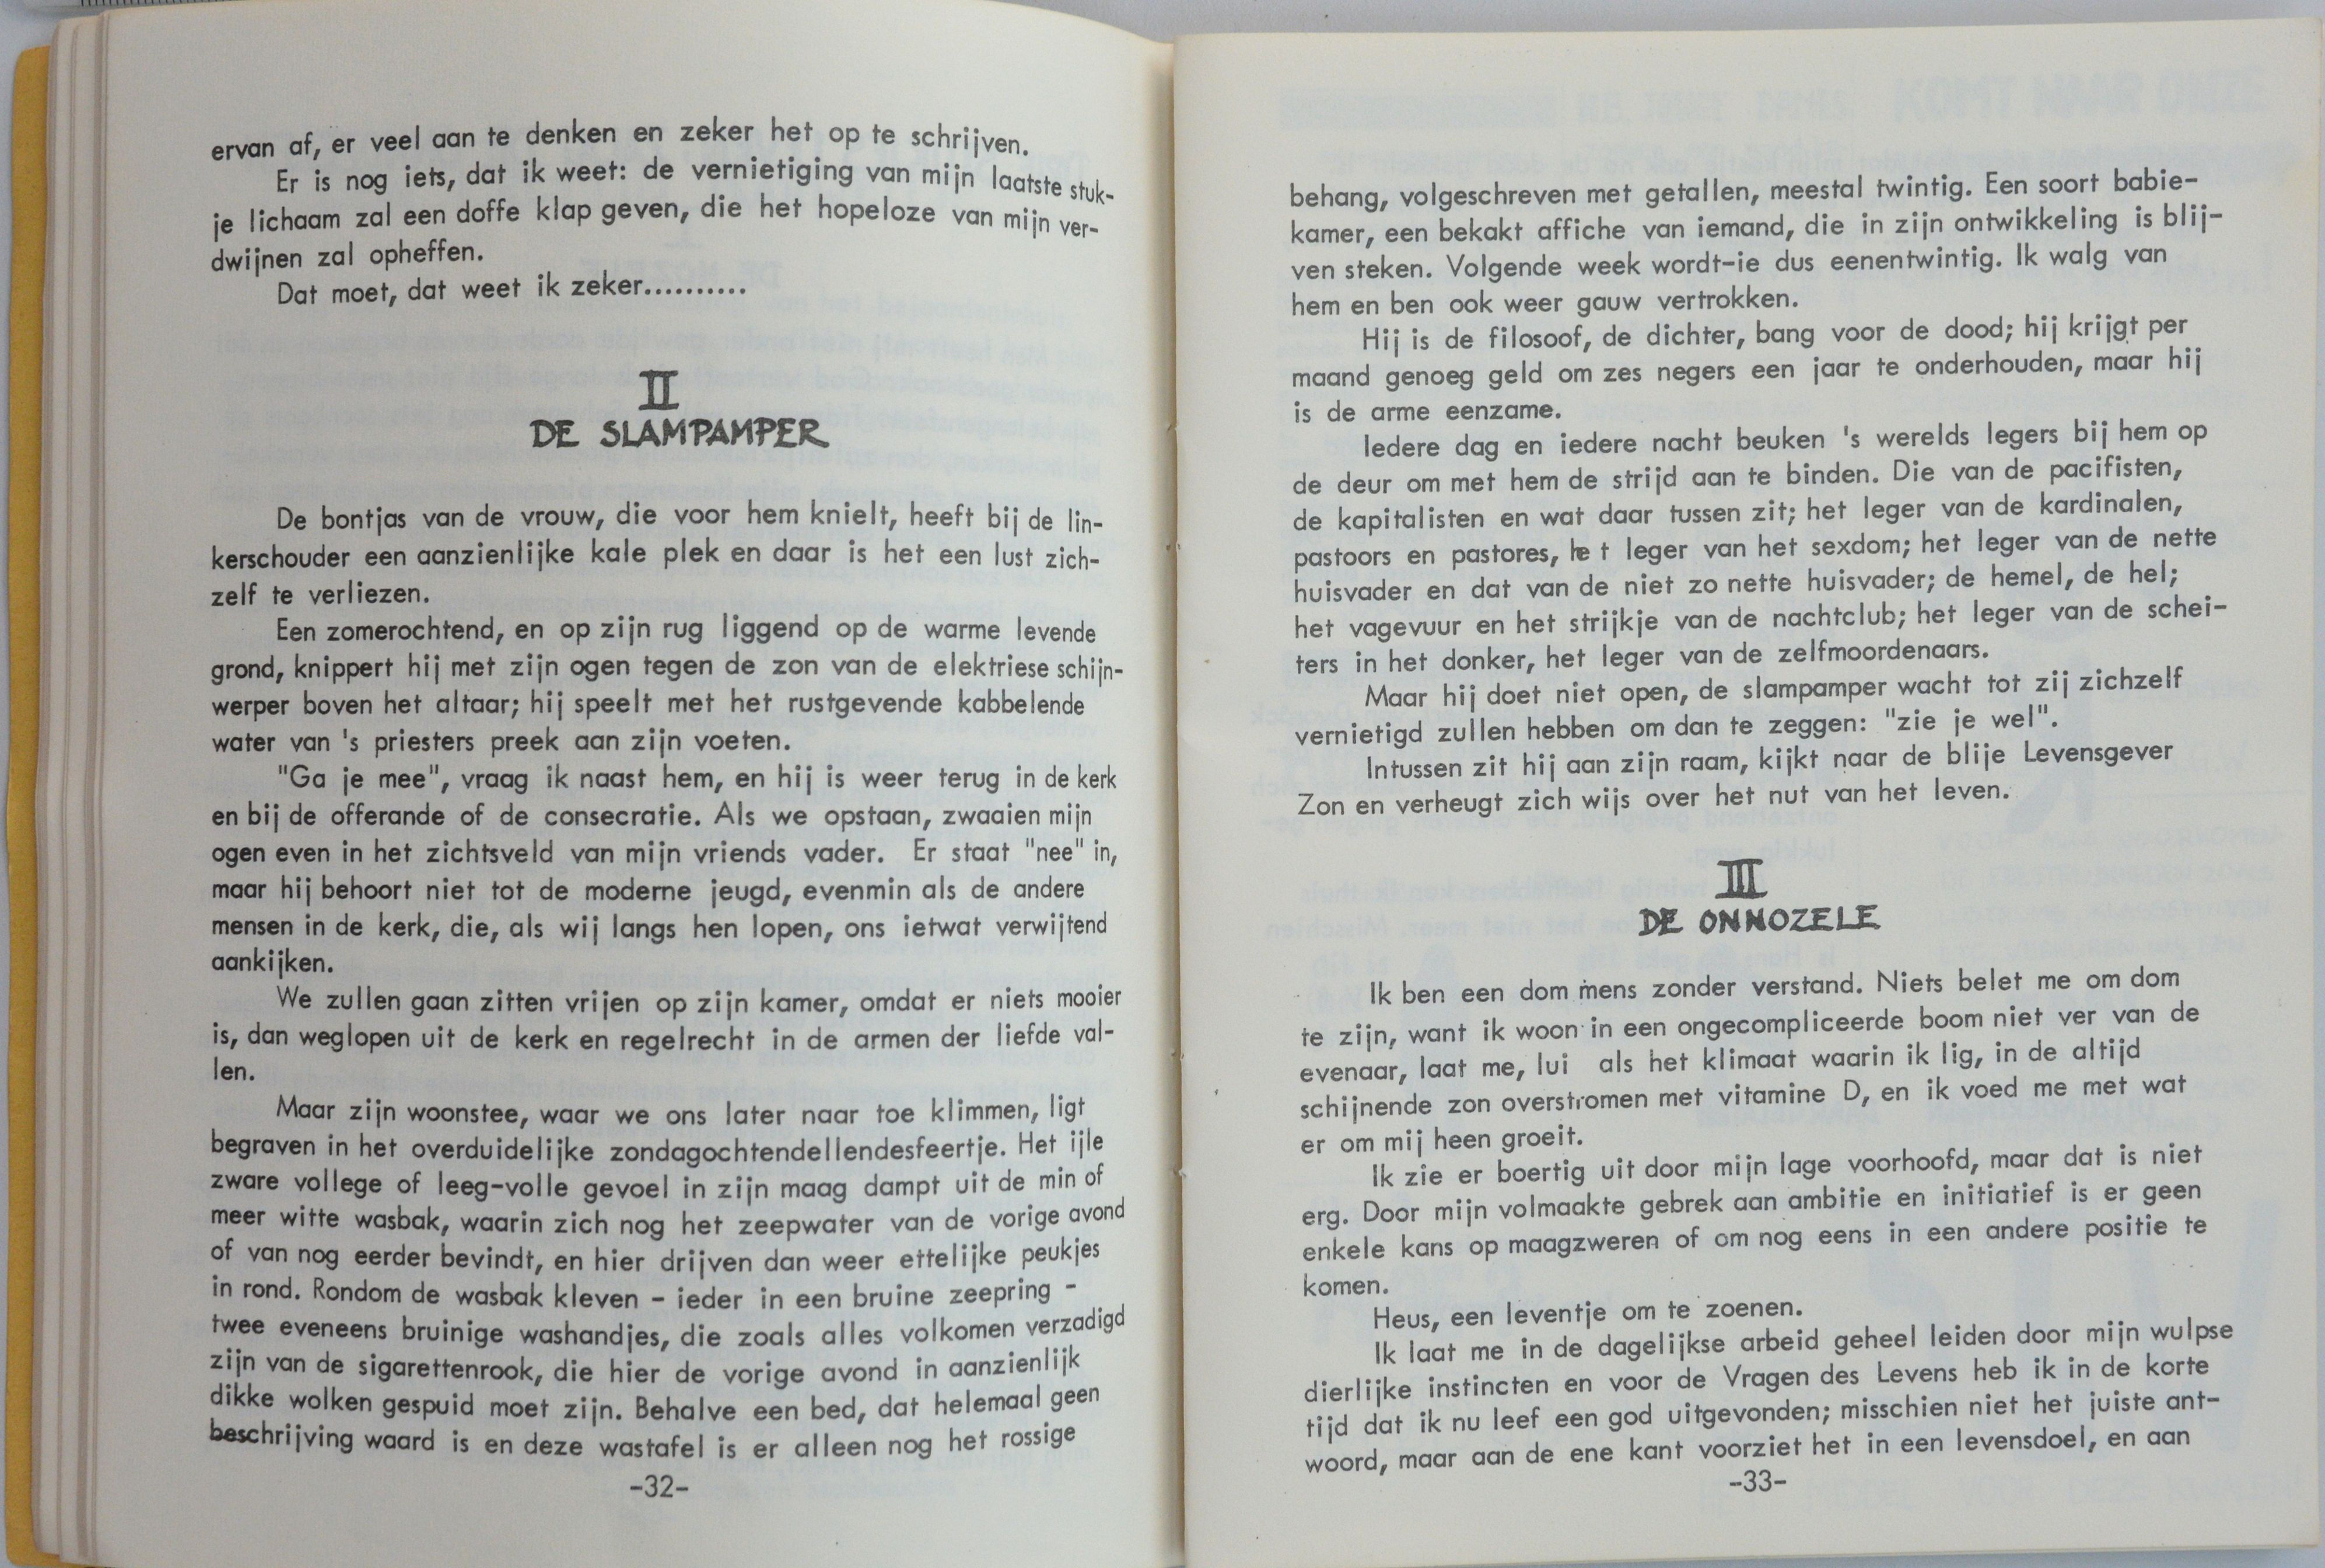 ervan af, er veel aan te denken en zeker het op te schrijven.
Er is nog iets, dat ik weet: de vernietiging van mijn laatste stuk-
je lichaam zal een doffe klap geven, die het hopeloze van mijn ver-
dwijnen zal opheffen.
Dat moet, dat weet ik zeker..........
II
DE SLAMPAMPER
De bontjas van de vrouw, die voor hem knielt, heeft bij de lin-
kerschouder een aanzienlijke kale plek en daar is het een lust zich-
zelf te verliezen.
Een zomerochtend, en op zijn rug liggend op de warme levende
grond, knippert hij met zijn ogen tegen de zon van de elektriese schijn-
werper boven het altaar; hij speelt met het rustgevende kabbelende
water van 's priesters preek aan zijn voeten.
"Ga je mee", vraag ik naast hem, en hij is weer terug in de kerk
en bij de offerande of de consecratie. Als we opstaan, zwaaien mijn
ogen even in het zichtsveld van mijn vriends vader. Er staat "nee" in,
maar hij behoort niet tot de moderne jeugd, evenmin als de andere
mensen in de kerk, die, als wij langs hen lopen, ons ietwat verwijtend
aankijken.
We zullen gaan zitten vrijen op zijn kamer, omdat er niets mooier
is, dan weglopen uit de kerk en regelrecht in de armen der liefde val-
len.
Maar zijn woonstee, waar we ons later naar toe klimmen, ligt
begraven in het overduidelijke zondagochtendellendesfeertje. Het ijle
zware vollege of leeg-volle gevoel in zijn maag dampt uit de min of
meer witte wasbak, waarin zich nog het zeepwater van de vorige avond
of van nog eerder bevindt, en hier drijven dan weer ettelijke peukjes
in rond. Rondom de wasbak kleven - ieder in een bruine zeepring -
twee eveneens bruinige washandjes, die zoals alles volkomen verzadigd
zijn van de sigarettenrook, die hier de vorige avond in aanzienlijk
dikke wolken gespuid moet zijn. Behalve een bed, dat helemaal geen
beschrijving waard is en deze wastafel is er alleen nog het rossige
-32-
behang, volgeschreven met getallen, meestal twintig. Een soort babie-
kamer, een bekakt affiche van iemand, die in zijn ontwikkeling is blij-
ven steken. Volgende week wordt-ie dus eenentwintig. Ik walg van
hem en ben ook weer gauw vertrokken.
Hij is de filosoof, de dichter, bang voor de dood; hij krijgt per
maand genoeg geld om zes negers een jaar te onderhouden, maar hij
is de arme eenzame.
Iedere dag en iedere nacht beuken 's werelds legers bij hem op
de deur om met hem de strijd aan te binden. Die van de pacifisten,
de kapitalisten en wat daar tussen zit; het leger van de kardinalen,
pastoors en pastores, het leger van het sexdom; het leger van de nette
huisvader en dat van de niet zo nette huisvader; de hemel, de hel;
het vagevuur en het strijkje van de nachtclub; het leger van de schei-
ters in het donker, het leger van de zelfmoordenaars.
Maar hij doet niet open, de slampamper wacht tot zij zichzelf
vernietigd zullen hebben om dan te zeggen: "zie je wel".
Intussen zit hij aan zijn raam, kijkt naar de blije Levensgever
Zon en verheugt zich wijs over het nut van het leven.
III
DE ONNOZELE
Ik ben een dom mens zonder verstand. Niets belet me om dom
te zijn, want ik woon in een ongecompliceerde boom niet ver van de
evenaar, laat me, lui als het klimaat waarin ik lig, in de altijd
schijnende zon overstromen met vitamine D, en ik voed me met wat
er om mij heen groeit.
Ik zie er boertig uit door mijn lage voorhoofd, maar dat is niet
erg. Door mijn volmaakte gebrek aan ambitie en initiatief is er geen
enkele kans op maagzweren of om nog eens in een andere positie te
komen.
Heus, een leventje om te zoenen.
Ik laat me in de dagelijkse arbeid geheel leiden door mijn wulpse
dierlijke instincten en voor de Vragen des Levens heb ik in de korte
tijd dat ik nu leef een god uitgevonden; misschien niet het juiste ant-
woord, maar aan de ene kant voorziet het in een levensdoel, en aan
-33-